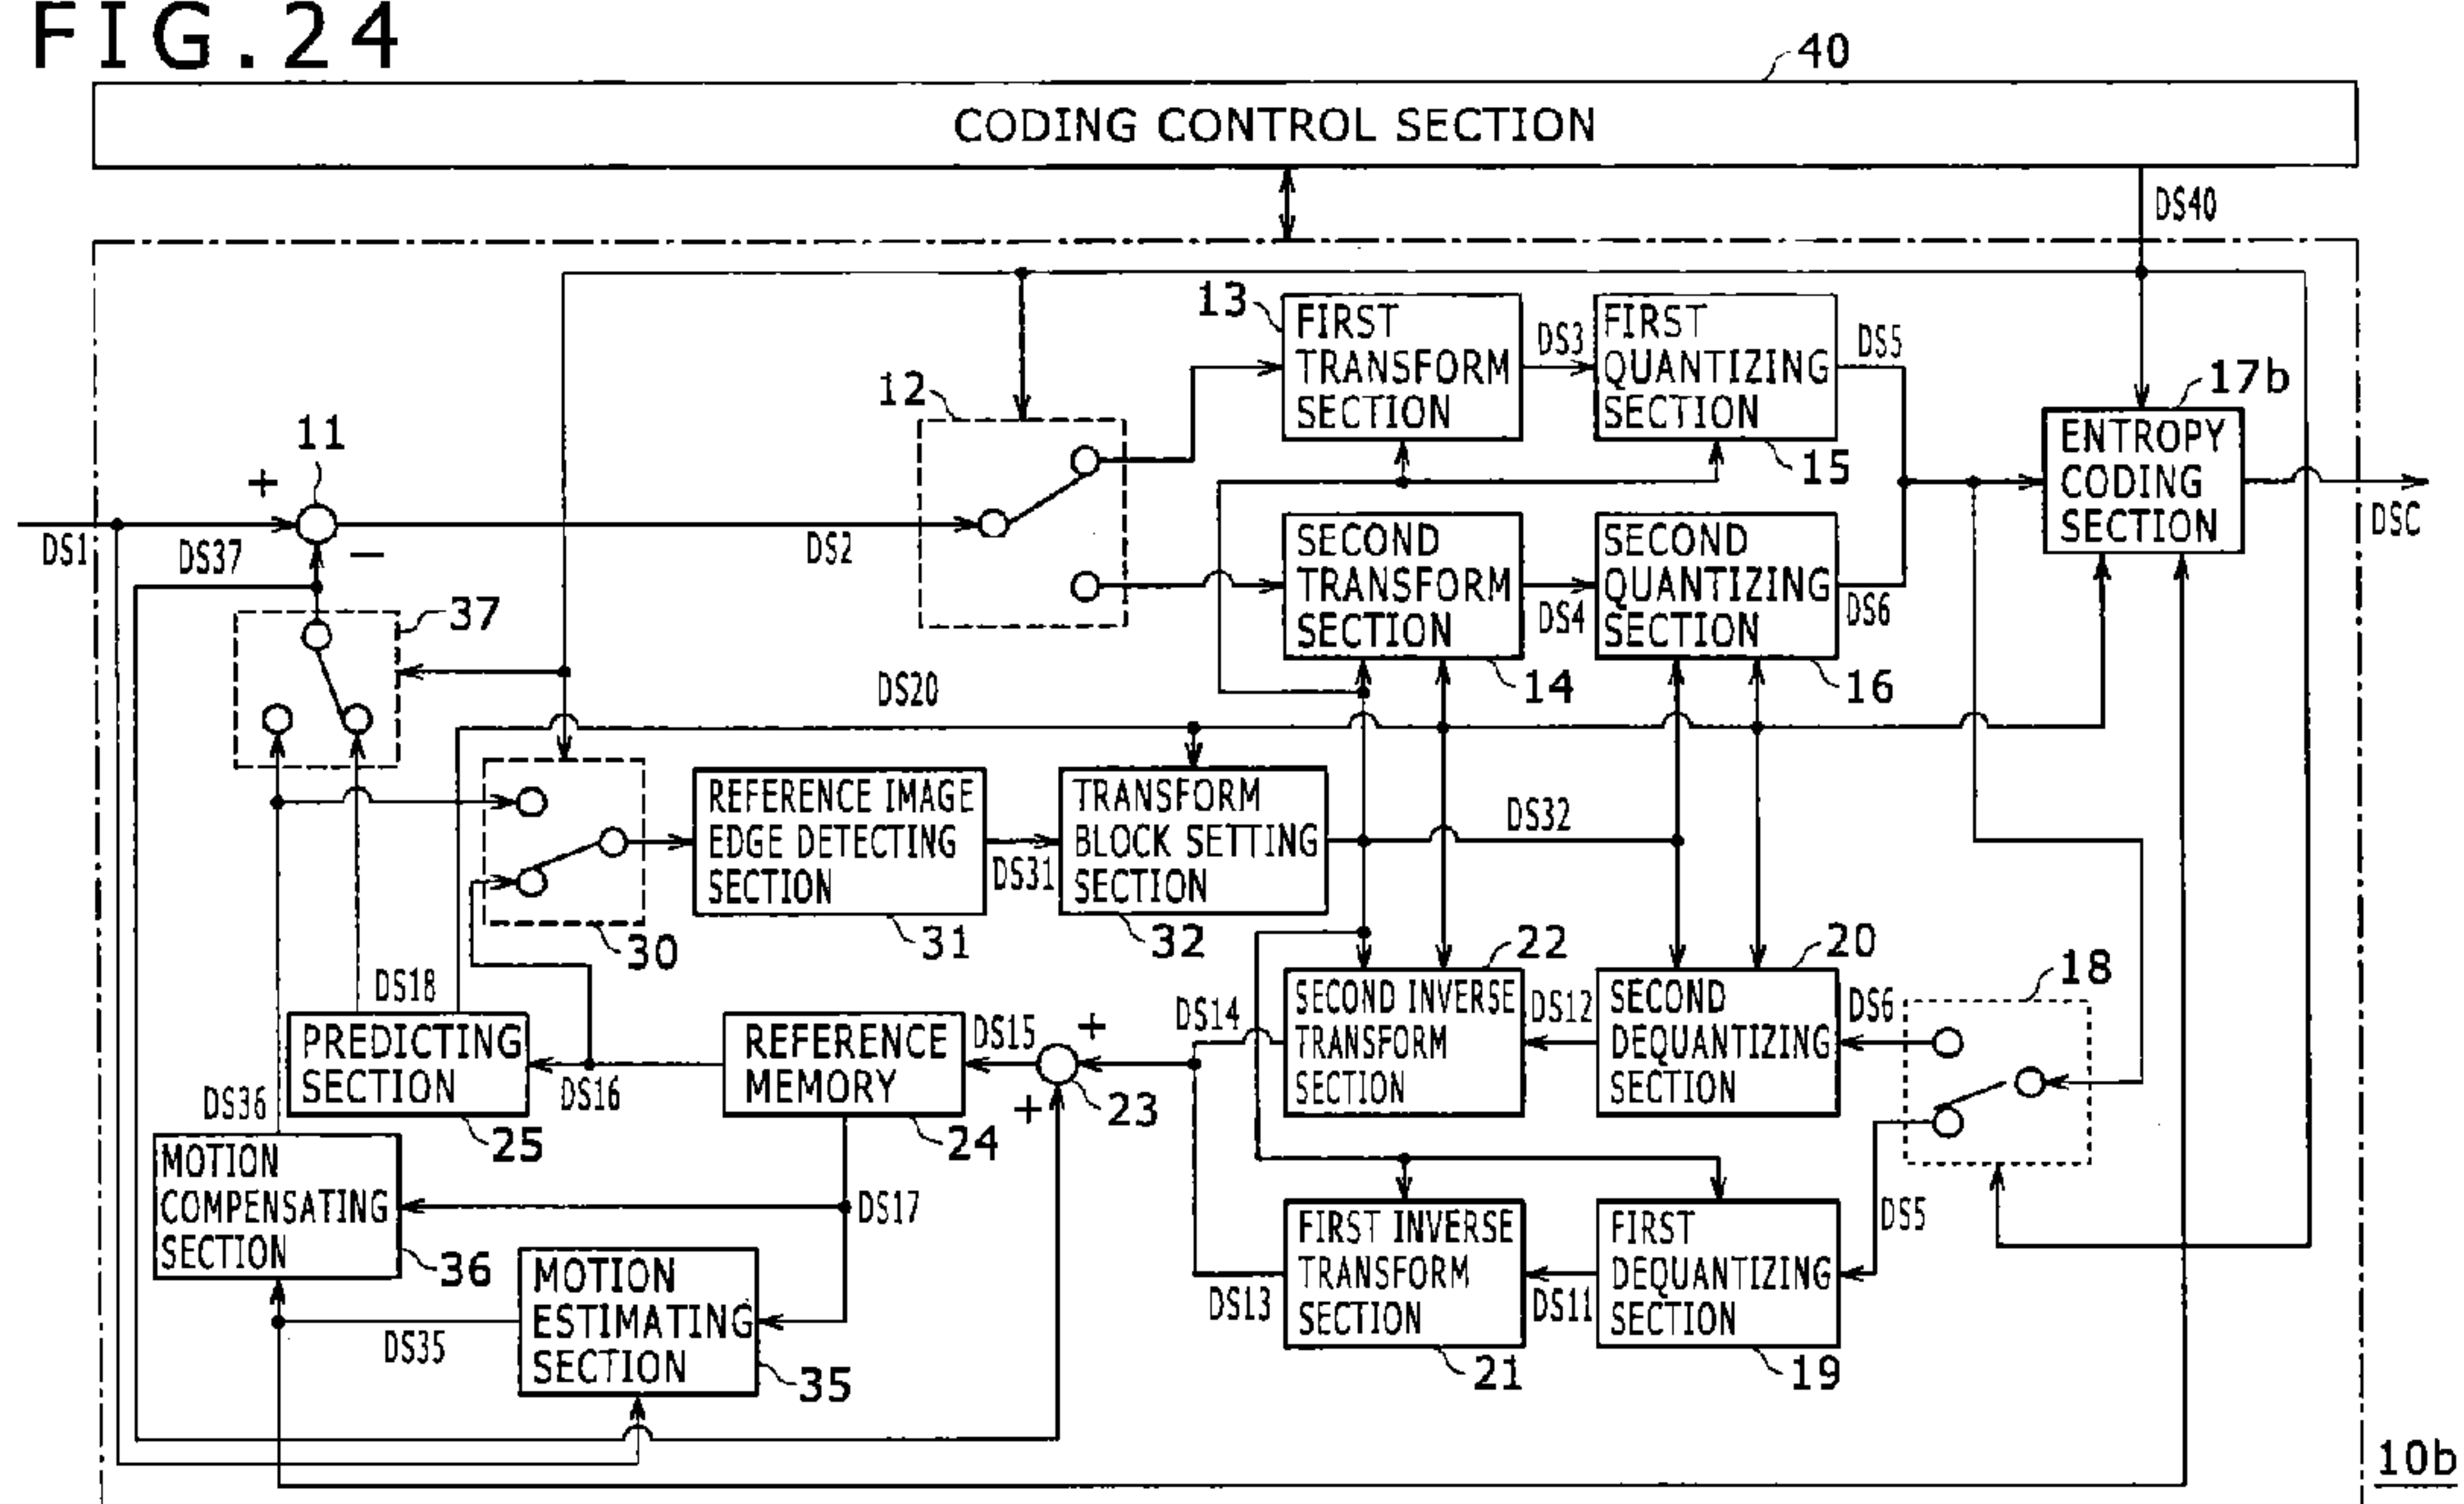 FIG.24
40
CODING CONTROL SECTION
DS40
13
FIRST
TRANSFORM
SECTION
DS3
FIRST
QUANTIZING
SECTION
15
DS5
17b
ENTROPY
CODING
SECTION
DSC
12
11
+
−
DS1
DS37
DS2
37
SECOND
TRANSFORM
SECTION
14
DS4
SECOND
QUANTIZING
SECTION
16
DS6
DS20
30
REFERENCE IMAGE
EDGE DETECTING
SECTION
31
DS31
TRANSFORM
BLOCK SETTING
SECTION
32
DS32
DS18
PREDICTING
SECTION
25
DS16
REFERENCE
MEMORY
24
DS15
+
+
23
DS14
22
SECOND INVERSE
TRANSFORM
SECTION
DS12
20
SECOND
DEQUANTIZING
SECTION
DS6
18
DS36
MOTION
COMPENSATING
SECTION
36
DS17
DS35
MOTION
ESTIMATING
SECTION
35
DS13
FIRST INVERSE
TRANSFORM
SECTION
21
DS11
FIRST
DEQUANTIZING
SECTION
19
DS5
10b